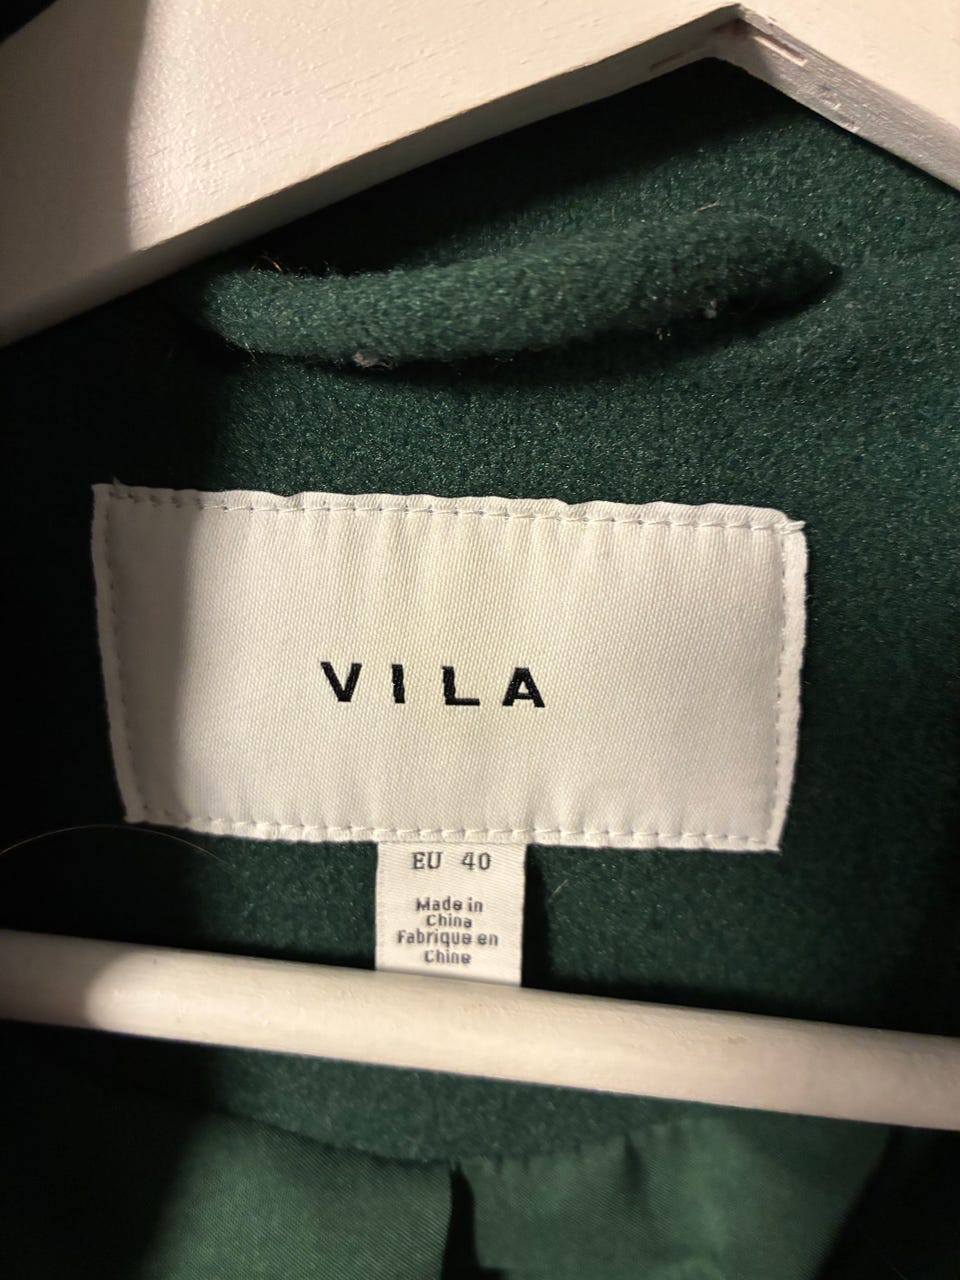 VILA
EU 40
Made in
China
Fabrique en
Chine